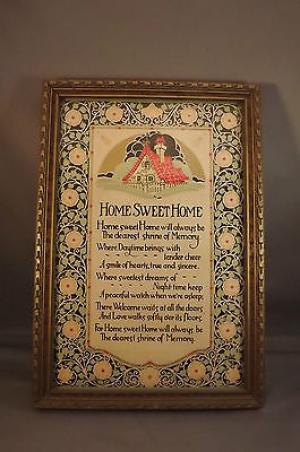 HOME SWEET HOME
Home sweet Home will always be
The dearest shrine of Memory.
Where Daytime brings with
tender cheer
A smile of hearts, true and sincere.
Where sweetest dreams of
Night-time keep
A peaceful watch when we're asleep;
There Welcome waits at all the doors
And Love walks softly o'er its floors.
For Home sweet Home will always be
The dearest shrine of Memory.